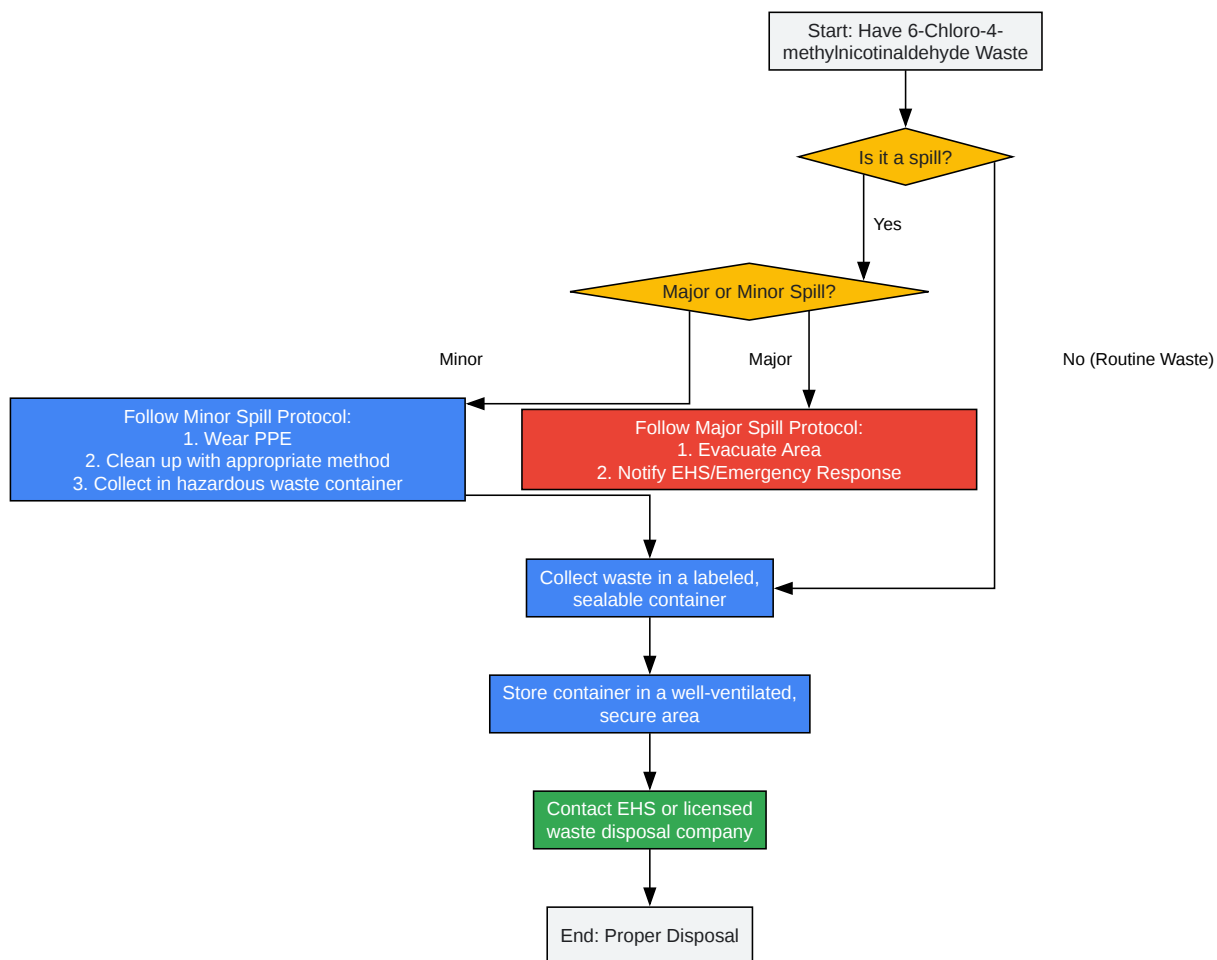 Start: Have 6-Chloro-4-
methylnicotinaldehyde Waste
Is it a spill?
Yes
Major or Minor Spill?
Minor
Major
No (Routine Waste)
Follow Minor Spill Protocol:
1. Wear PPE
2. Clean up with appropriate method
3. Collect in hazardous waste container
Follow Major Spill Protocol:
1. Evacuate Area
2. Notify EHS/Emergency Response
Collect waste in a labeled,
sealable container
Store container in a well-ventilated,
secure area
Contact EHS or licensed
waste disposal company
End: Proper Disposal